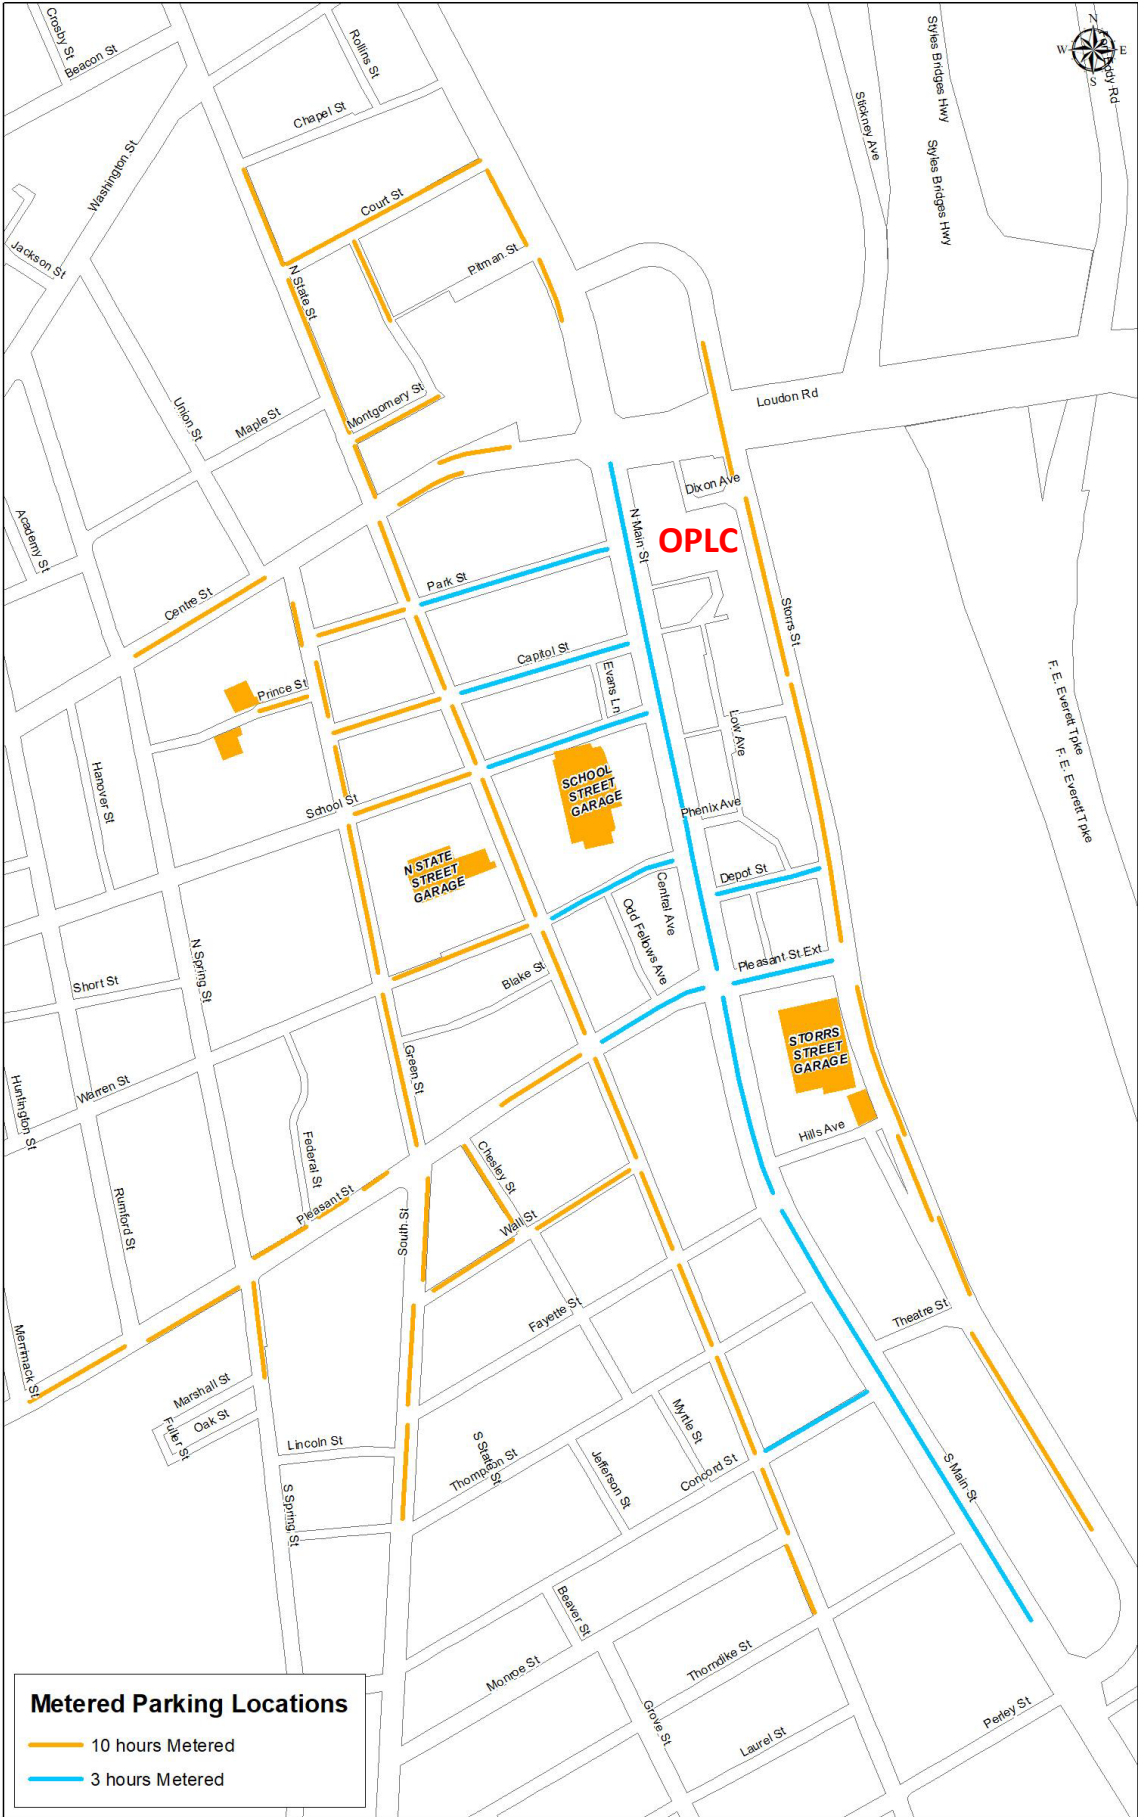 Crosby St
Beacon St
Rollins St
Chapel St
Washington St
Stickney Ave
Styles Bridges Hwy
Styles Bridges Hwy
N
W
E
S
Court St
Jackson St
Pitman St
N State St
Loudon Rd
Montgomery St
Union St
Maple St
Dixon Ave
N Main St
OPLC
Academy St
Park St
Centre St
Storrs St
Capitol St
Evans Ln
Prince St
F. E. Everett Tpke
F. E. Everett Tpke
Low Ave
Hanover St
School St
SCHOOL
STREET
GARAGE
Phenix Ave
N STATE
STREET
GARAGE
Depot St
Central Ave
Odd Fellows Ave
N Spring St
Short St
Blake St
Pleasant St Ext
STORRS
STREET
GARAGE
Green St
Huntington St
Warren St
Hills Ave
Federal St
Chesley St
Rumford St
Pleasant St
South St
Wall St
Fayette St
Theatre St
Merrimack St
Marshall St
Fuller St
Oak St
Lincoln St
Myrtle St
S State St
Thompson St
Jefferson St
Concord St
S Main St
S Spring St
Beaver St
Monroe St
Thorndike St
Grove St
Laurel St
Perley St
Metered Parking Locations
10 hours Metered
3 hours Metered